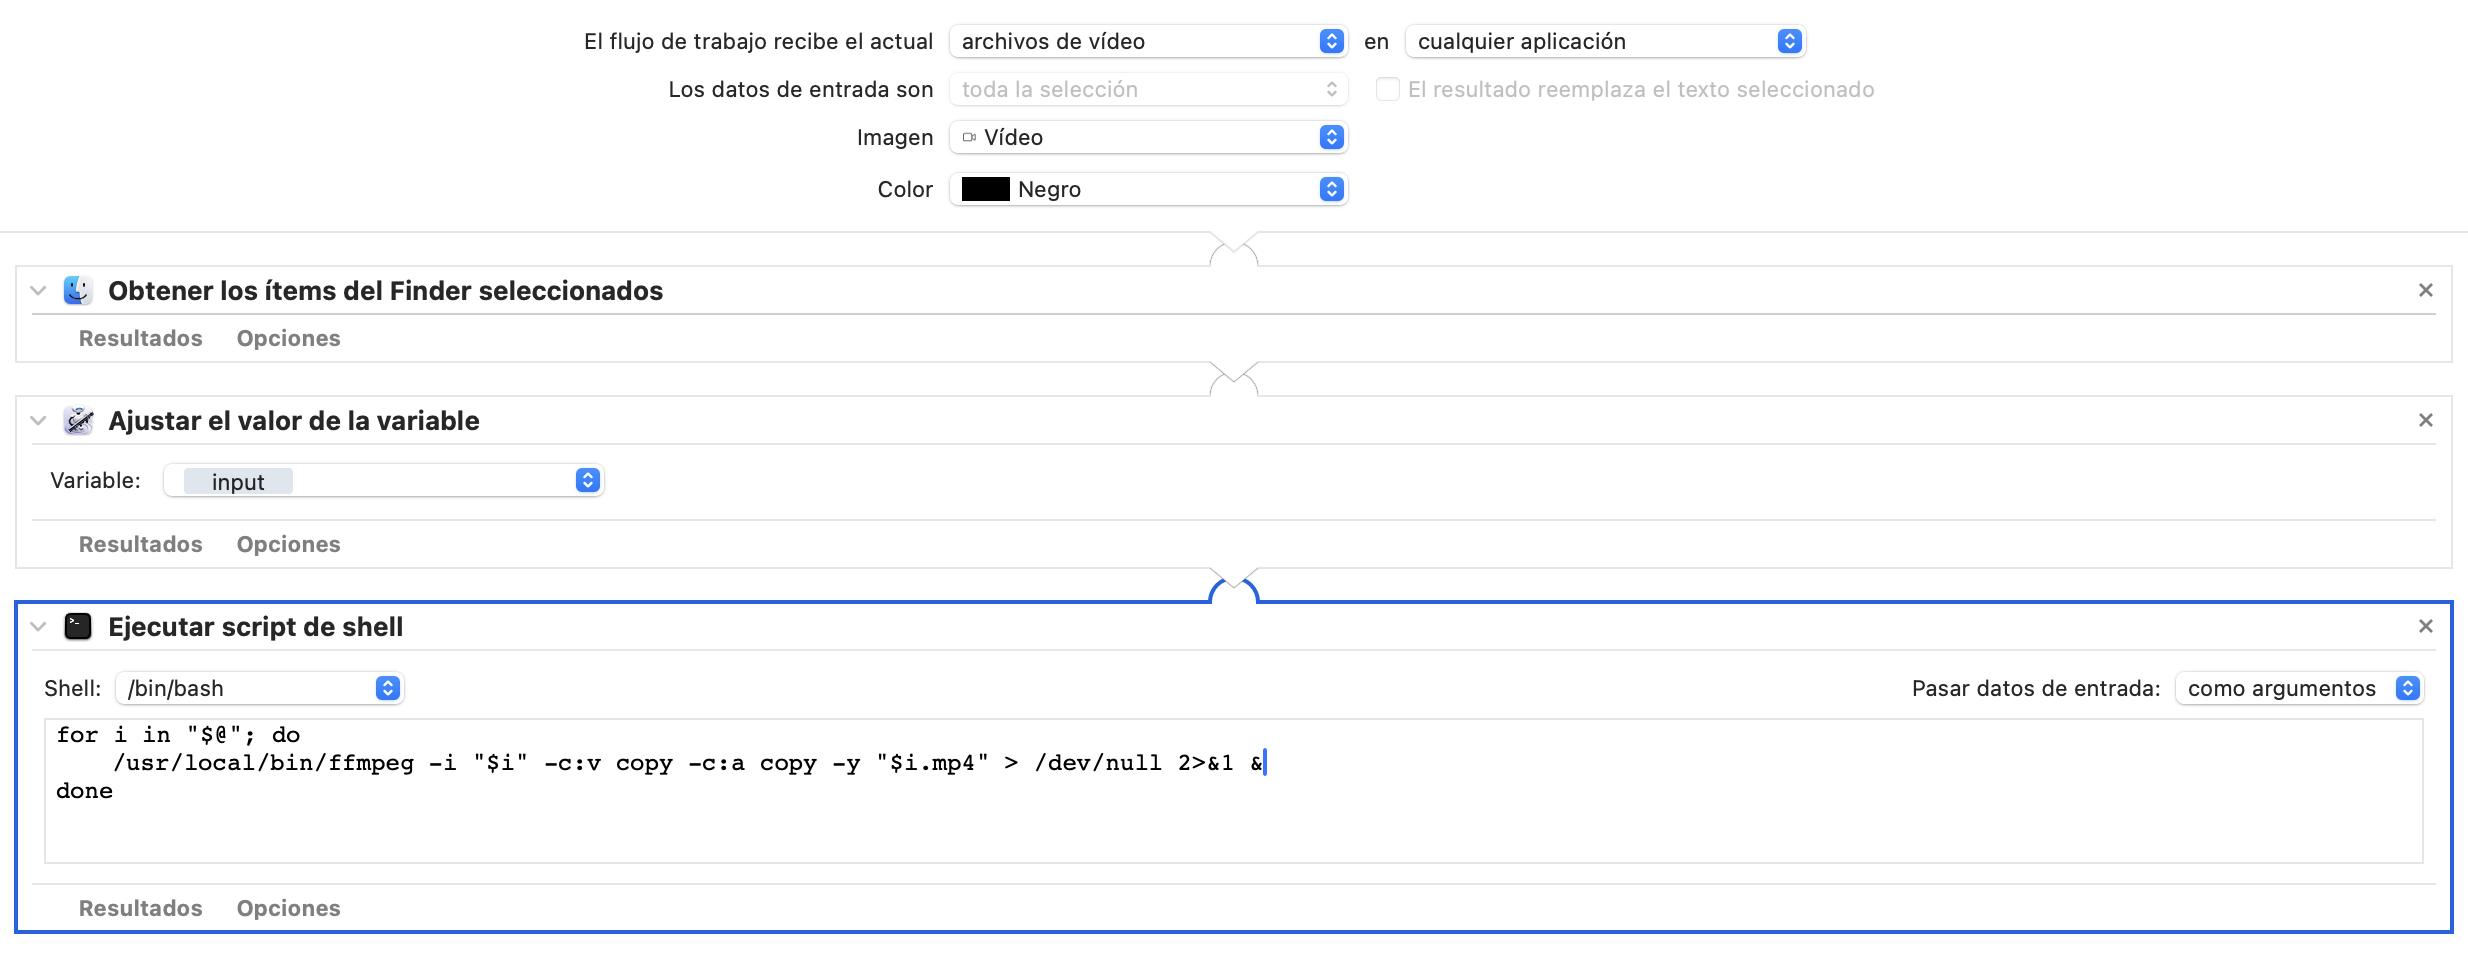 El flujo de trabajo recibe el actual archivos de vídeo en cualquier aplicación
Los datos de entrada son toda la selección El resultado reemplaza el texto seleccionado
Imagen Vídeo
Color Negro
Obtener los ítems del Finder seleccionados
Resultados Opciones
Ajustar el valor de la variable
Variable: input
Resultados Opciones
Ejecutar script de shell
Shell: /bin/bash Pasar datos de entrada: como argumentos
for i in "$@"; do
    /usr/local/bin/ffmpeg -i "$i" -c:v copy -c:a copy -y "$i.mp4" > /dev/null 2>&1 &
done
Resultados Opciones